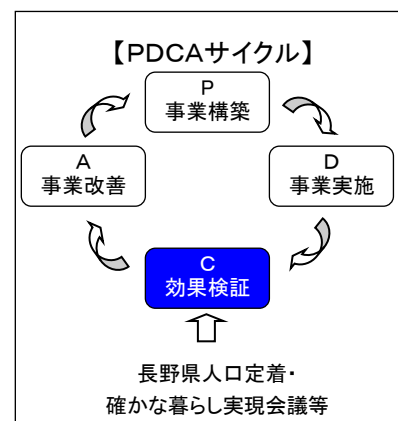 【PDCAサイクル】
P
事業構築
A
事業改善
D
事業実施
C
効果検証
長野県人口定着・
確かな暮らし実現会議等